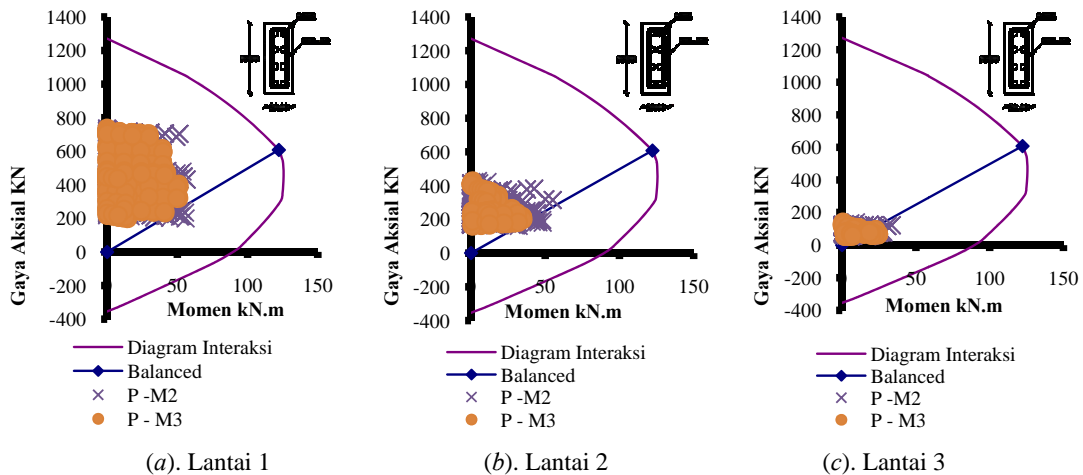 Gaya Aksial KN
1400
1200
1000
800
600
400
200
0
-200
-400
50
100
150
Momen kN.m
Diagram Interaksi
Balanced
P -M2
P - M3
(a). Lantai 1
Gaya Aksial KN
1400
1200
1000
800
600
400
200
0
-200
-400
50
100
150
Momen kN.m
Diagram Interaksi
Balanced
P -M2
P - M3
(b). Lantai 2
Gaya Aksial KN
1400
1200
1000
800
600
400
200
0
-200
-400
50
100
150
Momen kN.m
Diagram Interaksi
Balanced
P -M2
P - M3
(c). Lantai 3